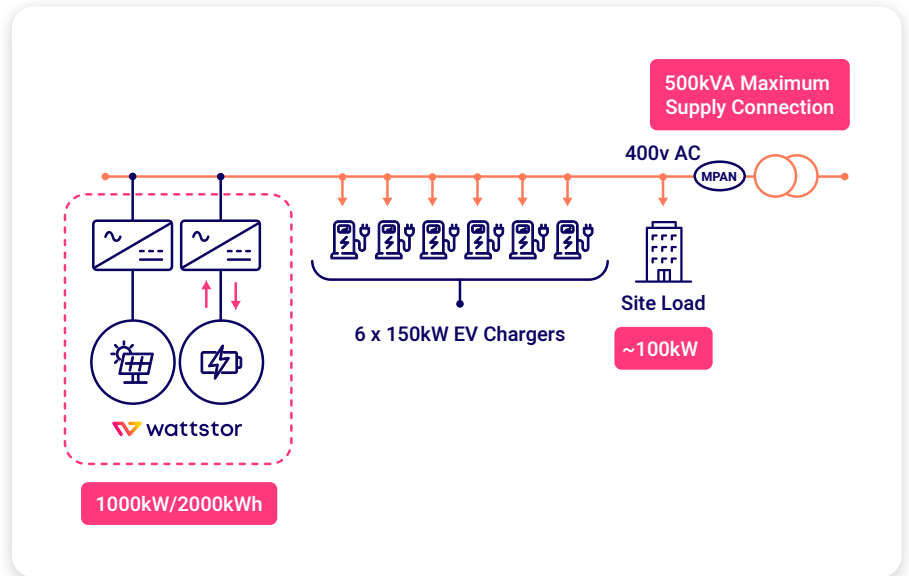 500kVA Maximum
Supply Connection
400v AC
MPAN
6 x 150kW EV Chargers
Site Load
~100kW
wattstor
1000kW/2000kWh